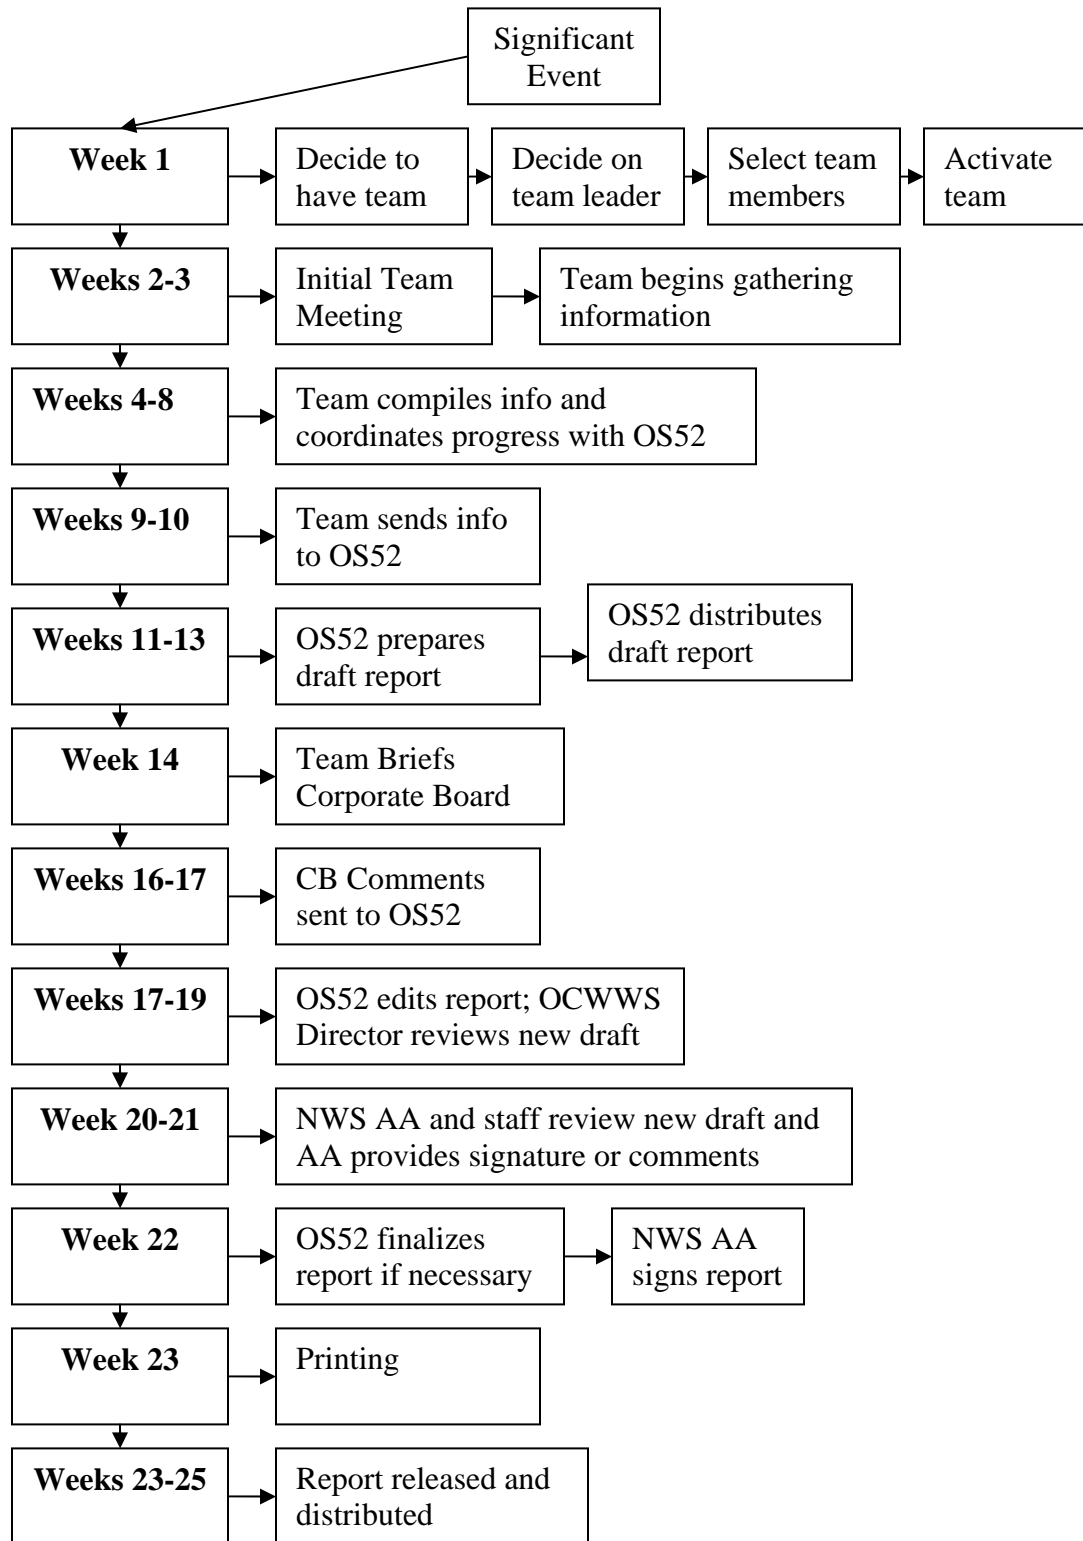 Significant
Event
Week 1
Decide to
have team
Decide on
team leader
Select team
members
Activate
team
Weeks 2-3
Initial Team
Meeting
Team begins gathering
information
Weeks 4-8
Team compiles info and
coordinates progress with OS52
Weeks 9-10
Team sends info
to OS52
Weeks 11-13
OS52 prepares
draft report
OS52 distributes
draft report
Week 14
Team Briefs
Corporate Board
Weeks 16-17
CB Comments
sent to OS52
Weeks 17-19
OS52 edits report; OCWWS
Director reviews new draft
Week 20-21
NWS AA and staff review new draft and
AA provides signature or comments
Week 22
OS52 finalizes
report if necessary
NWS AA
signs report
Week 23
Printing
Weeks 23-25
Report released and
distributed